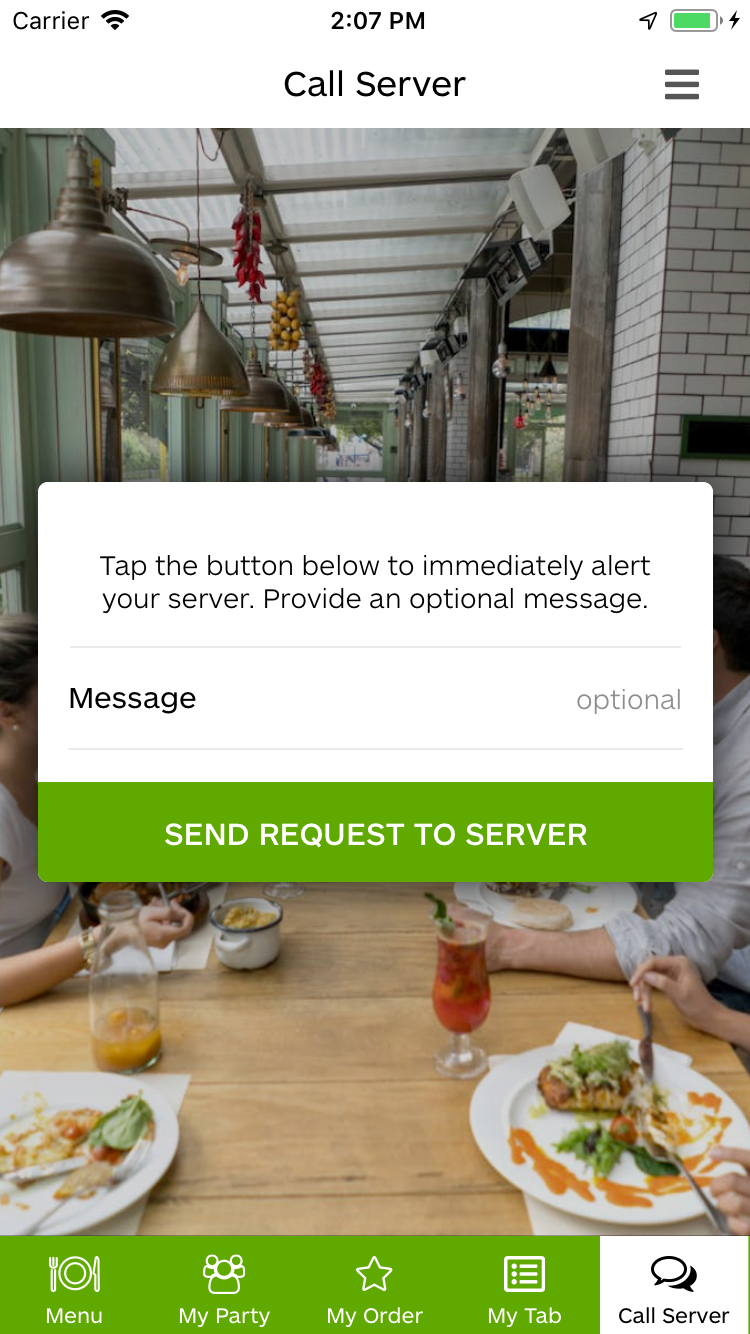 Carrier 2:07 PM
Call Server
Tap the button below to immediately alert
your server. Provide an optional message.
Message optional
SEND REQUEST TO SERVER
Menu My Party My Order My Tab Call Server